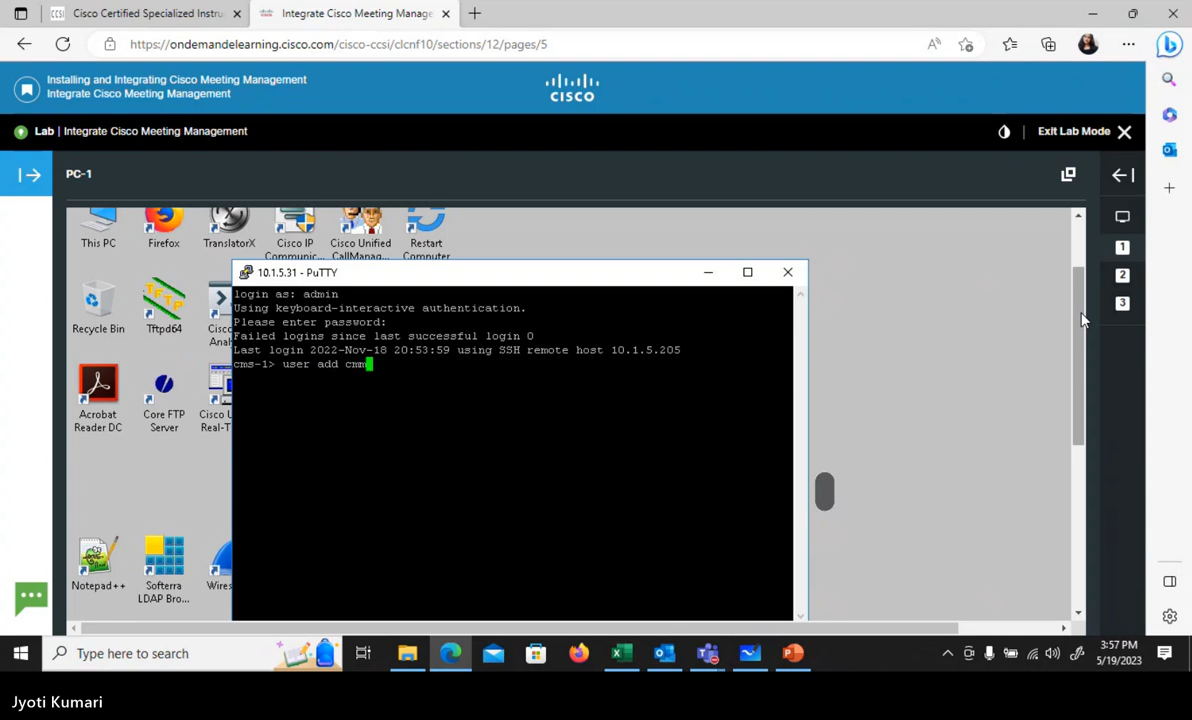 Cisco Certified Specialized Instru
Integrate Cisco Meeting Manage
https://ondemandelearning.cisco.com/cisco-ccsi/clcnf10/sections/12/pages/5
Installing and Integrating Cisco Meeting Management
Integrate Cisco Meeting Management
CISCO
Lab | Integrate Cisco Meeting Management
Exit Lab Mode
PC-1
This PC
Firefox
TranslatorX
Cisco IP
Communic...
Cisco Unified
CallManag...
Restart
Computer
1
2
3
10.1.5.31 - PuTTY
login as: admin
Using keyboard-interactive authentication.
Please enter password:
Failed logins since last successful login 0
Last login 2022-Nov-18 20:53:59 using SSH remote host 10.1.5.205
cms-1> user add cmm
Recycle Bin
Tftpd64
Cisco
Anal
Acrobat
Reader DC
Core FTP
Server
Cisco U
Real-T
Notepad++
Softerra
LDAP Bro...
Wires
Type here to search
3:57 PM
5/19/2023
Jyoti Kumari